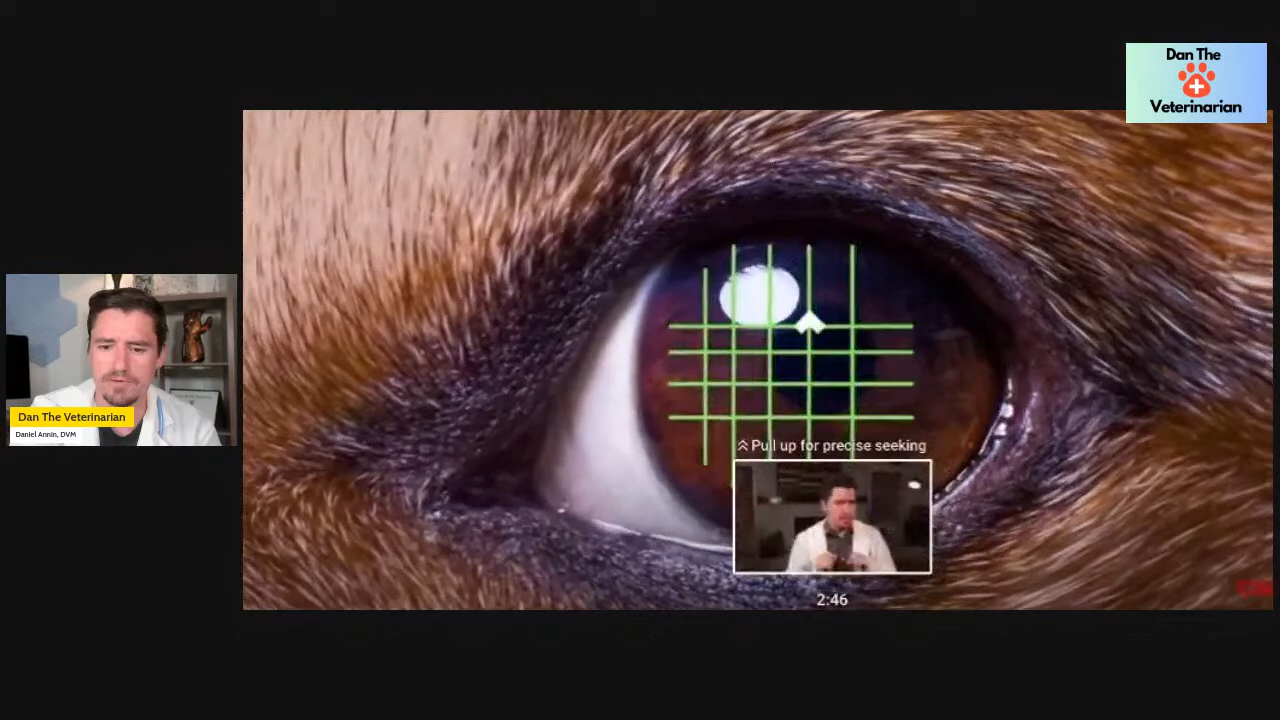 Dan The
Veterinarian
Dan The Veterinarian
Daniel Annin, DVM
Pull up for precise seeking
2:46